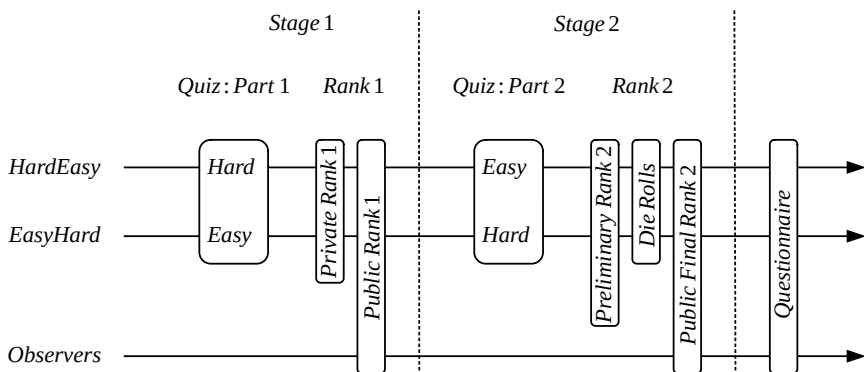 Stage 1 Stage 2
Quiz: Part 1 Rank 1 Quiz: Part 2 Rank 2
HardEasy Hard Easy
EasyHard Easy Hard
Observers
Private Rank 1
Public Rank 1
Preliminary Rank 2
Die Rolls
Public Final Rank 2
Questionnaire